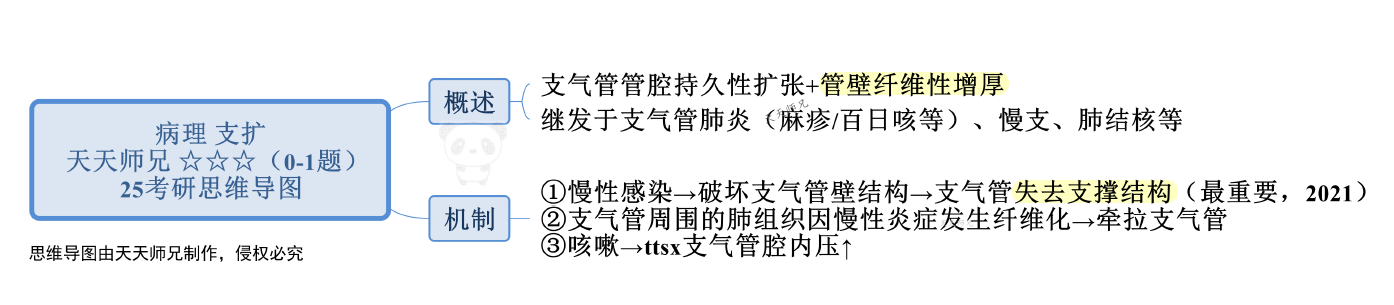 病理 支扩
天天师兄 ☆☆☆（0-1题）
25考研思维导图
思维导图由天天师兄制作，侵权必究
概述
支气管管腔持久性扩张+管壁纤维性增厚
继发于支气管肺炎（麻疹/百日咳等）、慢支、肺结核等
天天师兄
机制
①慢性感染→破坏支气管壁结构→支气管失去支撑结构（最重要，2021）
②支气管周围的肺组织因慢性炎症发生纤维化→牵拉支气管
③咳嗽→ttsx支气管腔内压↑